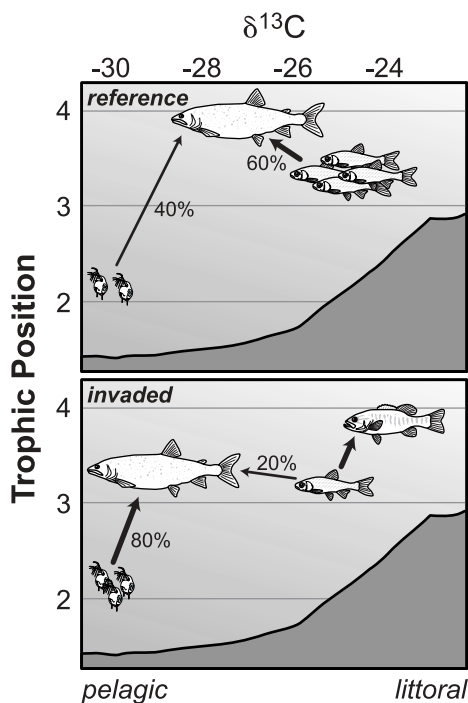 δ13C
-30 -28 -26 -24
reference
4
60%
3
40%
2
Trophic Position
invaded
4
20%
3
80%
2
pelagic littoral